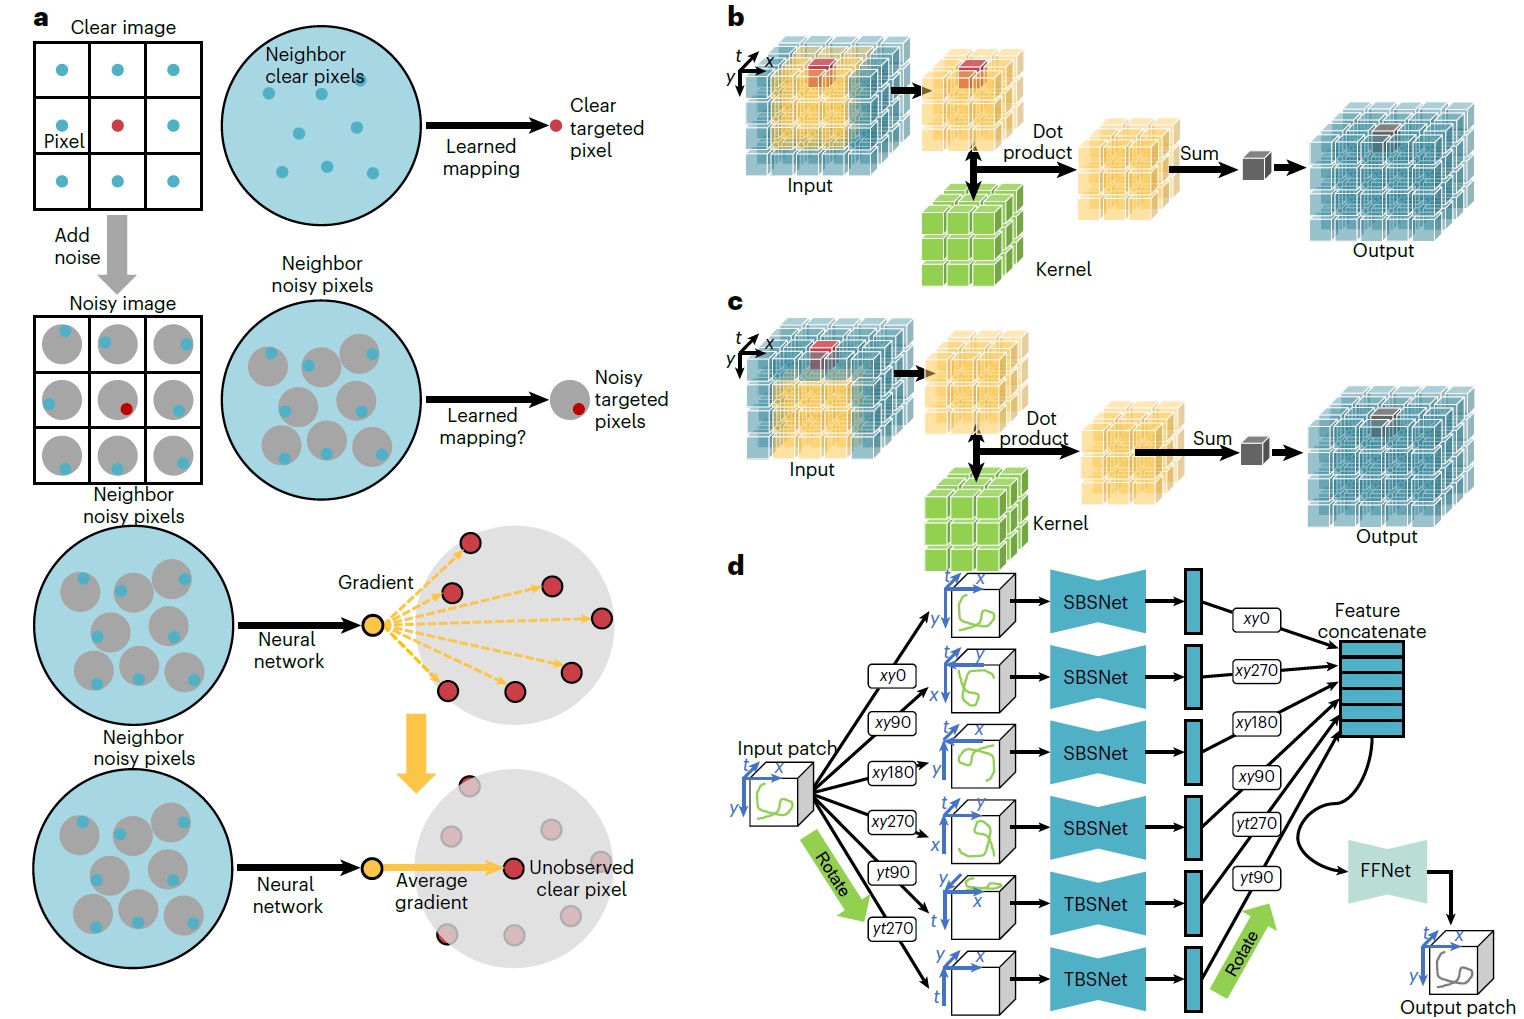 a
Clear image
Pixel
Neighbor
clear pixels
Learned
mapping
Clear
targeted
pixel
Add
noise
Noisy image
Neighbor
noisy pixels
Learned
mapping?
Noisy
targeted
pixels
Neighbor
noisy pixels
Neural
network
Gradient
Neighbor
noisy pixels
Neural
network
Average
gradient
Unobserved
clear pixel
b
t
x
y
Input
Dot
product
Kernel
Sum
Output
c
t
x
y
Input
Dot
product
Kernel
Sum
Output
d
Input patch
t
x
y
Rotate
xy0
xy90
xy180
xy270
yt90
yt270
t
x
y
SBSNet
t
y
x
SBSNet
t
x
y
SBSNet
t
y
x
SBSNet
y
x
t
TBSNet
y
x
t
TBSNet
xy0
xy270
xy180
xy90
yt270
yt90
Rotate
Feature
concatenate
FFNet
t
x
y
Output patch